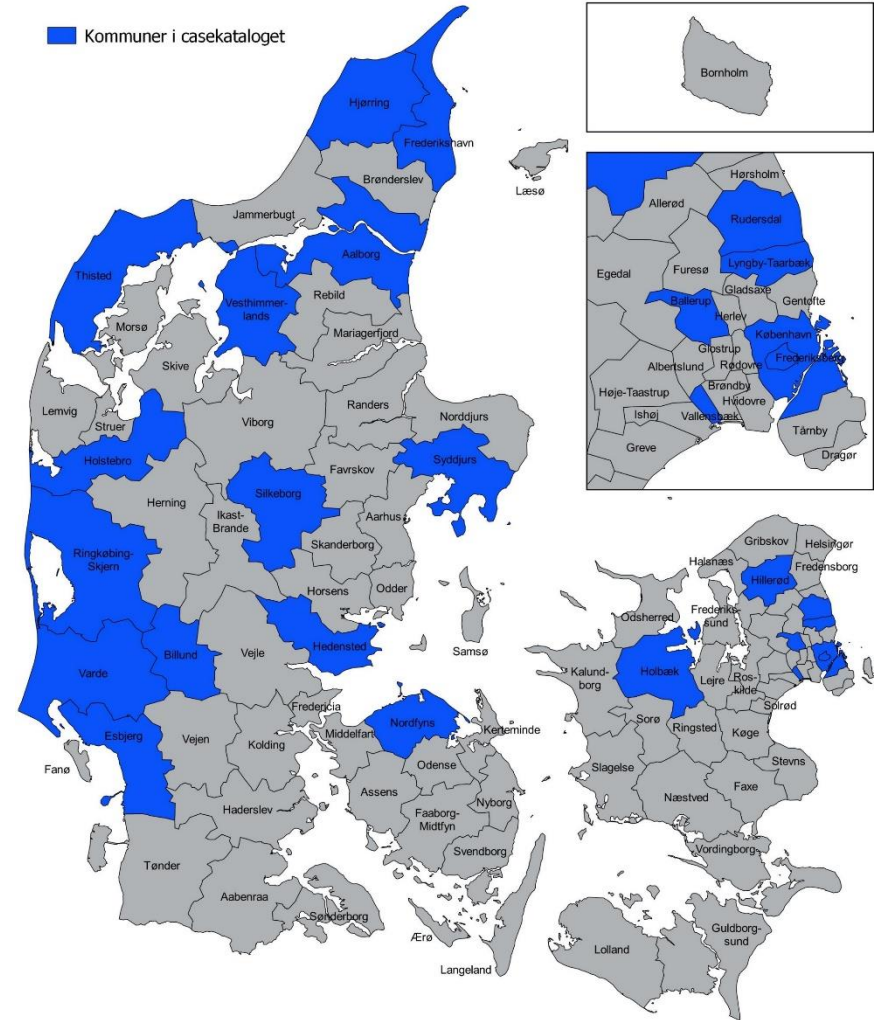 Kommuner i casekataloget
Bornholm
Hjørring
Frederikshavn
Læsø
Brønderslev
Jammerbugt
Thisted
Aalborg
Vesthimmer-
lands
Rebild
Morsø
Mariagerfjord
Skive
Lemvig
Struer
Viborg
Randers
Norddjurs
Holstebro
Favrskov
Syddjurs
Silkeborg
Herning
Ikast-
Brande
Aarhus
Skanderborg
Ringkøbing-
Skjern
Horsens
Odder
Hedensted
Samsø
Billund
Vejle
Varde
Fredericia
Nordfyns
Kerteminde
Middelfart
Esbjerg
Vejen
Kolding
Fanø
Odense
Assens
Nyborg
Haderslev
Faaborg-
Midtfyn
Svendborg
Tønder
Aabenraa
Sønderborg
Ærø
Langeland
Hørsholm
Allerød
Rudersdal
Egedal
Furesø
Lyngby-Taarbæk
Gladsaxe
Ballerup
Herlev
Gentofte
København
Glostrup
Frederiksberg
Albertslund
Rødovre
Høje-Taastrup
Brøndby
Hvidovre
Ishøj
Vallensbæk
Greve
Tårnby
Dragør
Gribskov
Helsingør
Halsnæs
Fredensborg
Hillerød
Odsherred
Frederiks-
sund
Kalund-
borg
Holbæk
Lejre
Ros-
kilde
Solrød
Sorø
Ringsted
Køge
Slagelse
Stevns
Næstved
Faxe
Vordingborg
Guldborg-
sund
Lolland